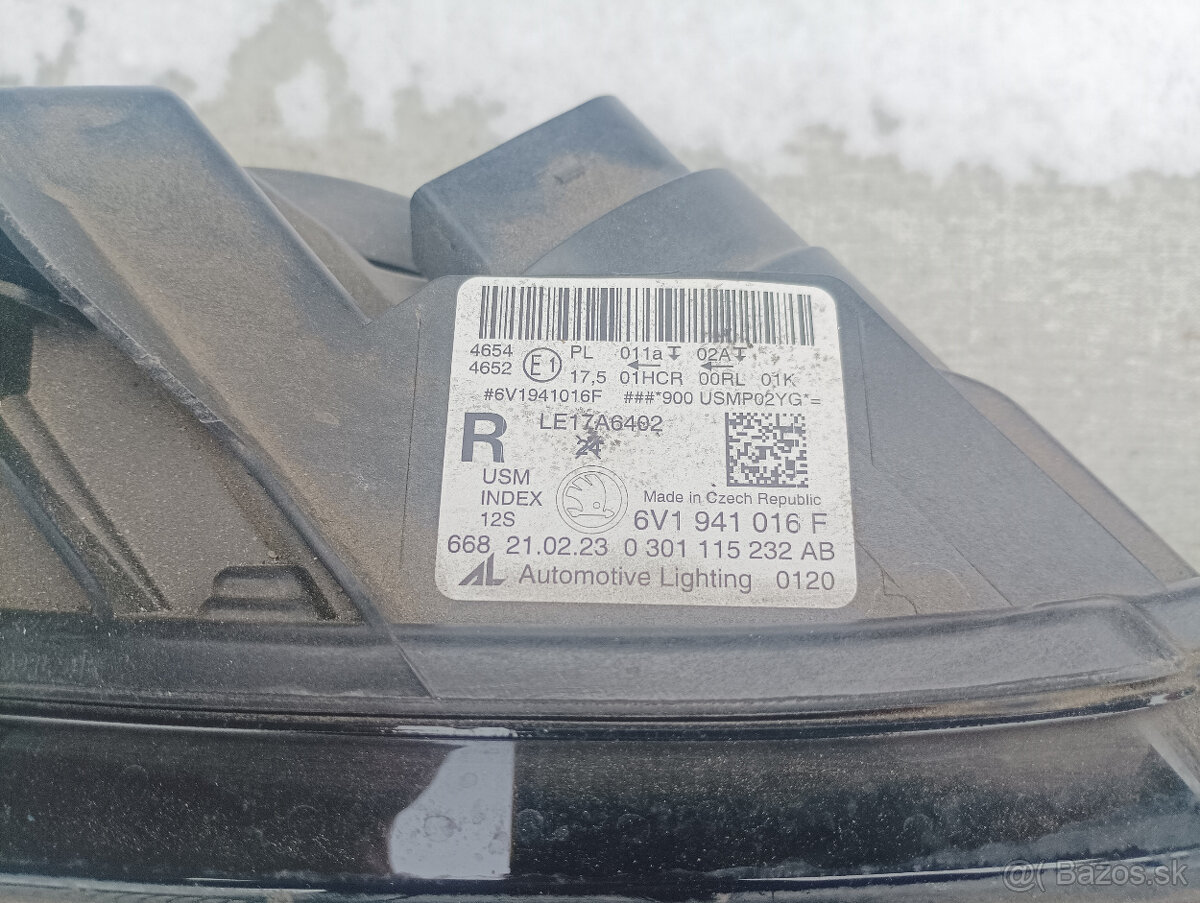 4654 E1 PL 011a 02A
4652 17,5 01HCR 00RL 01K
#6V1941016F ###*900 USMP02YG*=
R LE17A6402
USM
INDEX Made in Czech Republic
12S 6V1 941 016 F
668 21.02.23 0 301 115 232 AB
AL Automotive Lighting 0120
@( Bazos.sk